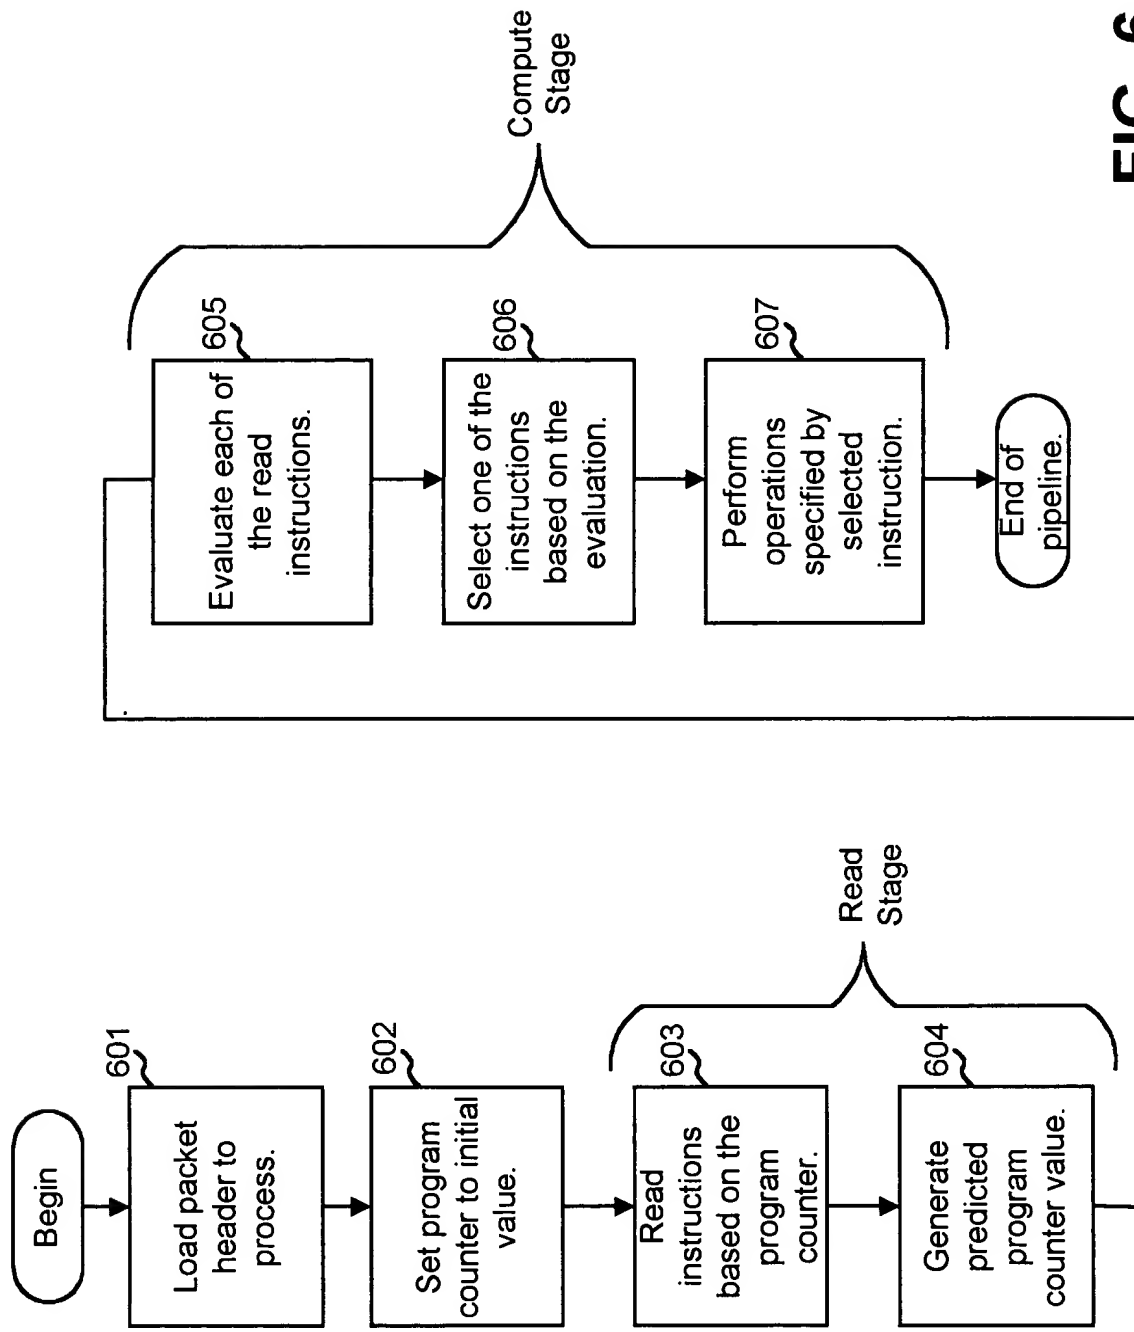 Begin
601
Load packet
header to
process.
602
Set program
counter to initial
value.
603
Read
instructions
based on the
program
counter.
604
Generate
predicted
program
counter value.
Read
Stage
605
Evaluate each of
the read
instructions.
606
Select one of the
instructions
based on the
evaluation.
607
Perform
operations
specified by
selected
instruction.
End of
pipeline.
Compute
Stage
FIG. 6